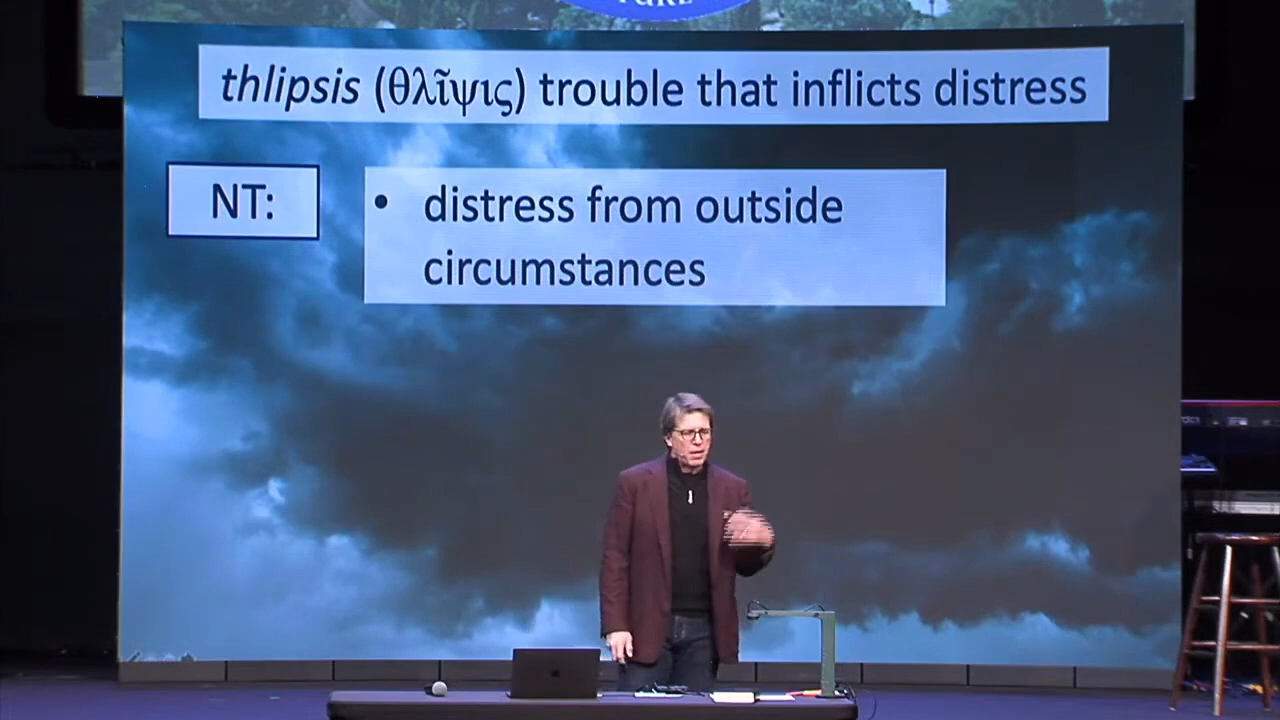 thlipsis (θλῖψις) trouble that inflicts distress
NT:
• distress from outside
circumstances